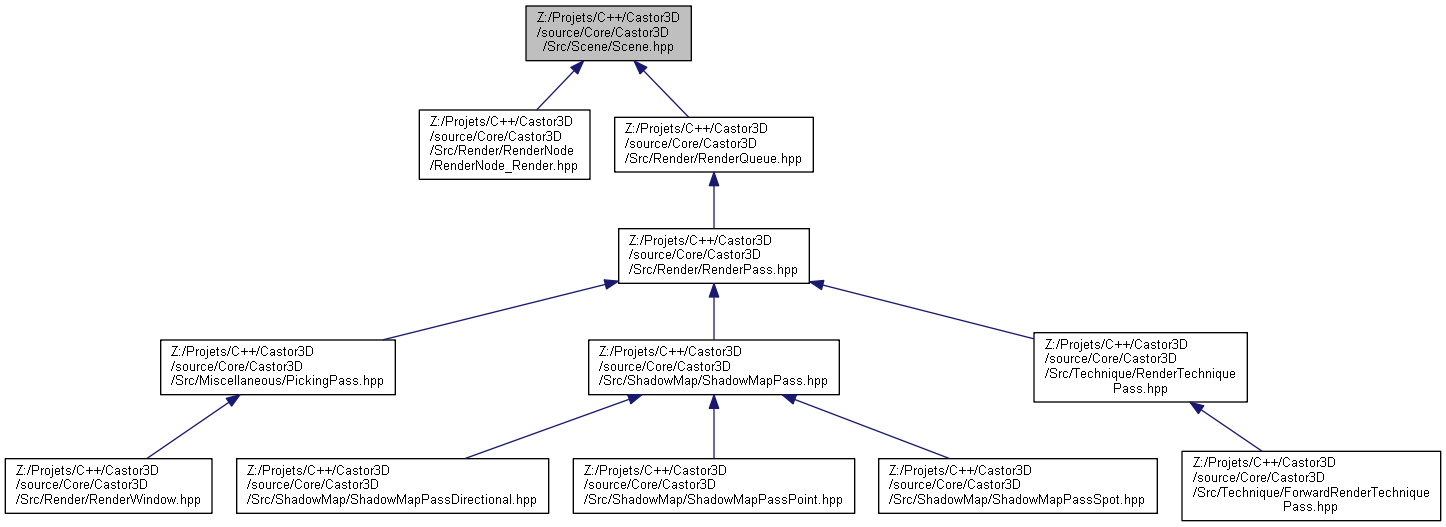 Z:/Projets/C++/Castor3D
/source/Core/Castor3D
/Src/Scene/Scene.hpp
Z:/Projets/C++/Castor3D
/source/Core/Castor3D
/Src/Render/RenderNode
/RenderNode_Render.hpp
Z:/Projets/C++/Castor3D
/source/Core/Castor3D
/Src/Render/RenderQueue.hpp
Z:/Projets/C++/Castor3D
/source/Core/Castor3D
/Src/Render/RenderPass.hpp
Z:/Projets/C++/Castor3D
/source/Core/Castor3D
/Src/Miscellaneous/PickingPass.hpp
Z:/Projets/C++/Castor3D
/source/Core/Castor3D
/Src/ShadowMap/ShadowMapPass.hpp
Z:/Projets/C++/Castor3D
/source/Core/Castor3D
/Src/Technique/RenderTechnique
Pass.hpp
Z:/Projets/C++/Castor3D
/source/Core/Castor3D
/Src/Render/RenderWindow.hpp
Z:/Projets/C++/Castor3D
/source/Core/Castor3D
/Src/ShadowMap/ShadowMapPassDirectional.hpp
Z:/Projets/C++/Castor3D
/source/Core/Castor3D
/Src/ShadowMap/ShadowMapPassPoint.hpp
Z:/Projets/C++/Castor3D
/source/Core/Castor3D
/Src/ShadowMap/ShadowMapPassSpot.hpp
Z:/Projets/C++/Castor3D
/source/Core/Castor3D
/Src/Technique/ForwardRenderTechnique
Pass.hpp